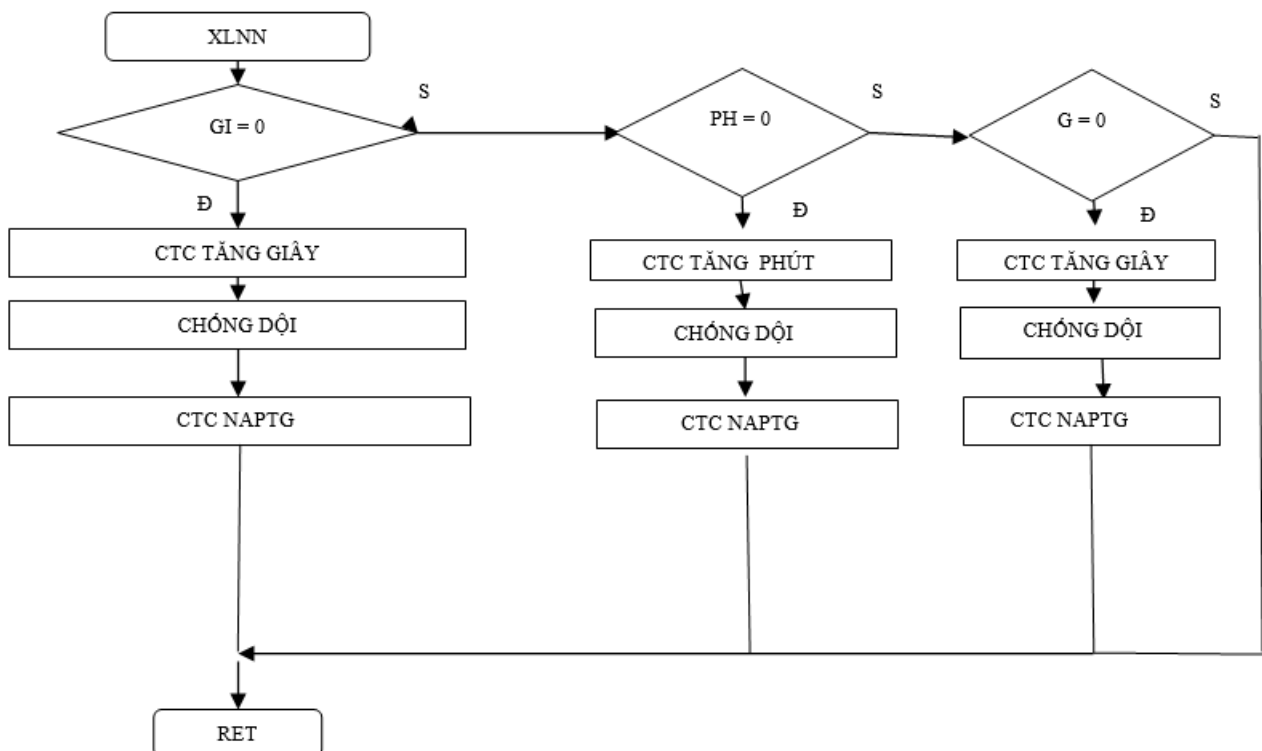 XLNN
GI = 0
S
PH = 0
S
G = 0
S
Đ
Đ
Đ
CTC TĂNG GIÂY
CTC TĂNG PHÚT
CTC TĂNG GIÂY
CHỐNG DỘI
CHỐNG DỘI
CHỐNG DỘI
CTC NAPTG
CTC NAPTG
CTC NAPTG
RET